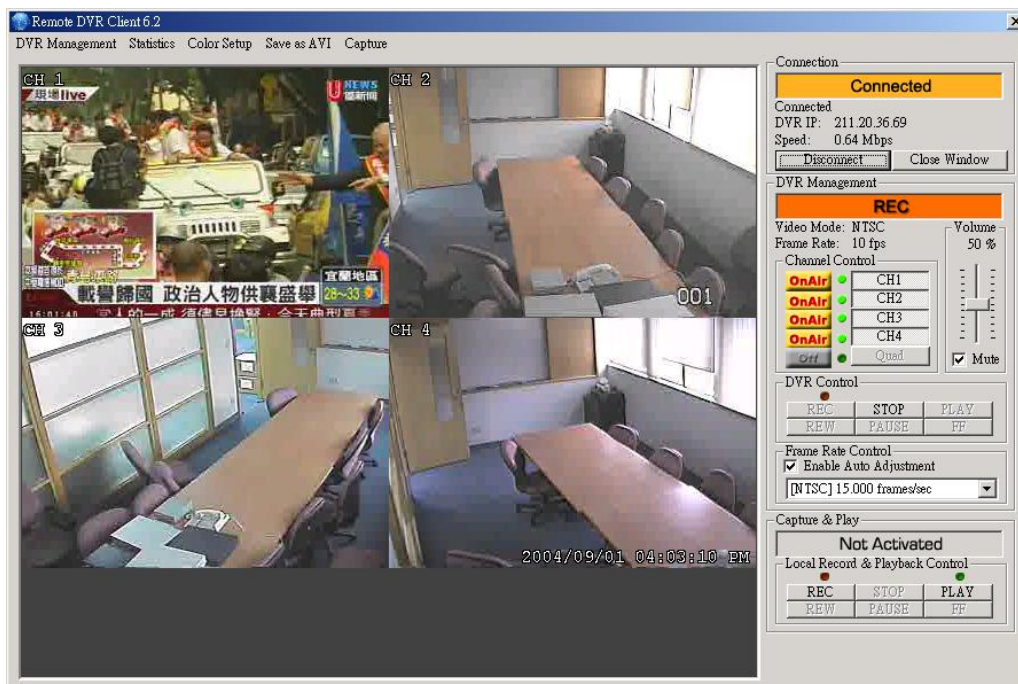 Remote DVR Client 6.2
DVR Management Statistics Color Setup Save as AVI Capture
CH 1
現場live
U NEWS
宜蘭地區
28~33
載譽歸國 政治人物供襄盛舉
16:01:40
CH 2
001
CH 3
CH 4
2004/09/01 04:03:10 PM
Connection
Connected
Connected
DVR IP: 211.20.36.69
Speed: 0.64 Mbps
Disconnect Close Window
DVR Management
REC
Video Mode: NTSC
Frame Rate: 10 fps
Volume
50 %
Channel Control
OnAir CH1
OnAir CH2
OnAir CH3
OnAir CH4
Off Quad
Mute
DVR Control
REC STOP PLAY
REW PAUSE FF
Frame Rate Control
Enable Auto Adjustment
[NTSC] 15.000 frames/sec
Capture & Play
Not Activated
Local Record & Playback Control
REC STOP PLAY
REW PAUSE FF